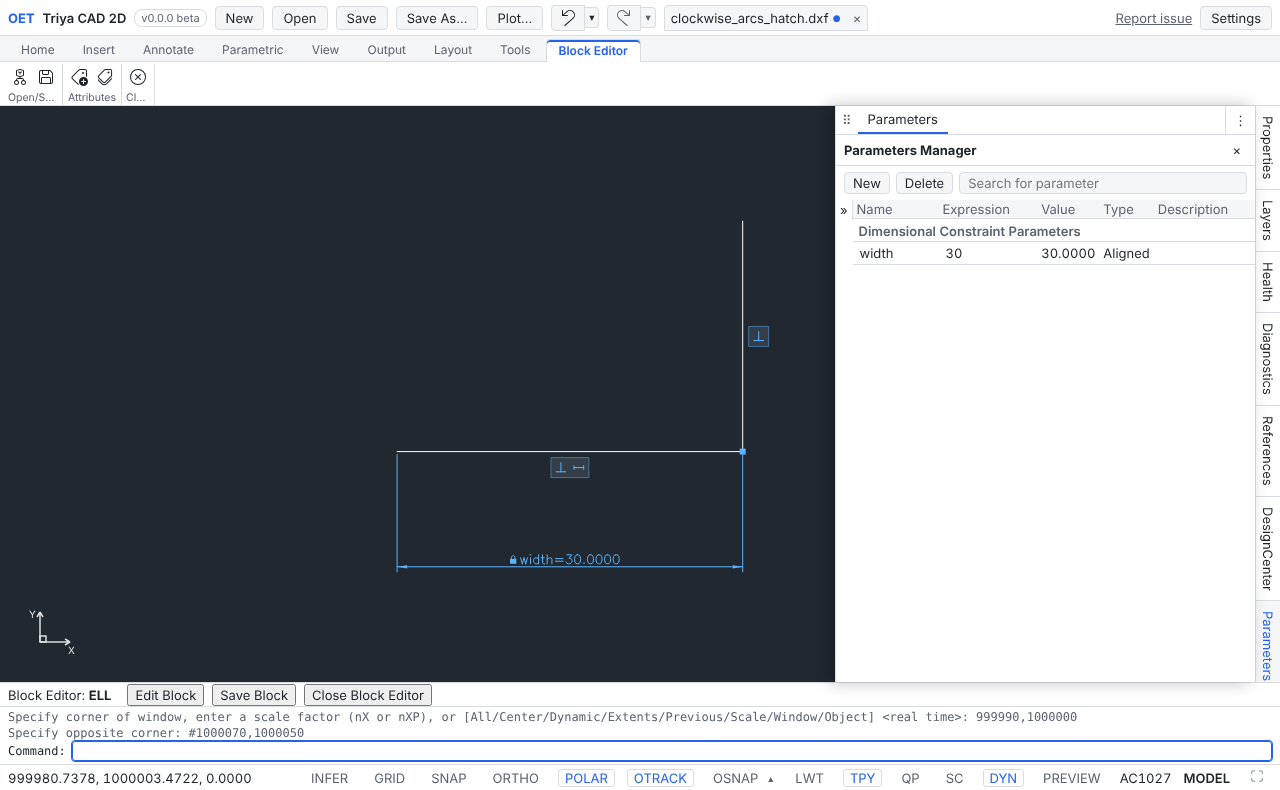 OET Triya CAD 2D v0.0.0 beta New Open Save Save As... Plot... ▾ ▾ clockwise_arcs_hatch.dxf ● × Report issue Settings
Home Insert Annotate Parametric View Output Layout Tools Block Editor
Open/S... Attributes Cl...
Parameters
Parameters Manager ×
New Delete Search for parameter
» Name Expression Value Type Description
Dimensional Constraint Parameters
width 30 30.0000 Aligned
Properties
Layers
Health
Diagnostics
References
DesignCenter
Parameters
width=30.0000
Y
X
Block Editor: ELL Edit Block Save Block Close Block Editor
Specify corner of window, enter a scale factor (nX or nXP), or [All/Center/Dynamic/Extents/Previous/Scale/Window/Object] <real time>: 999990,1000000
Specify opposite corner: #1000070,1000050
Command:
999980.7378, 1000003.4722, 0.0000 INFER GRID SNAP ORTHO POLAR OTRACK OSNAP ▲ LWT TPY QP SC DYN PREVIEW AC1027 MODEL